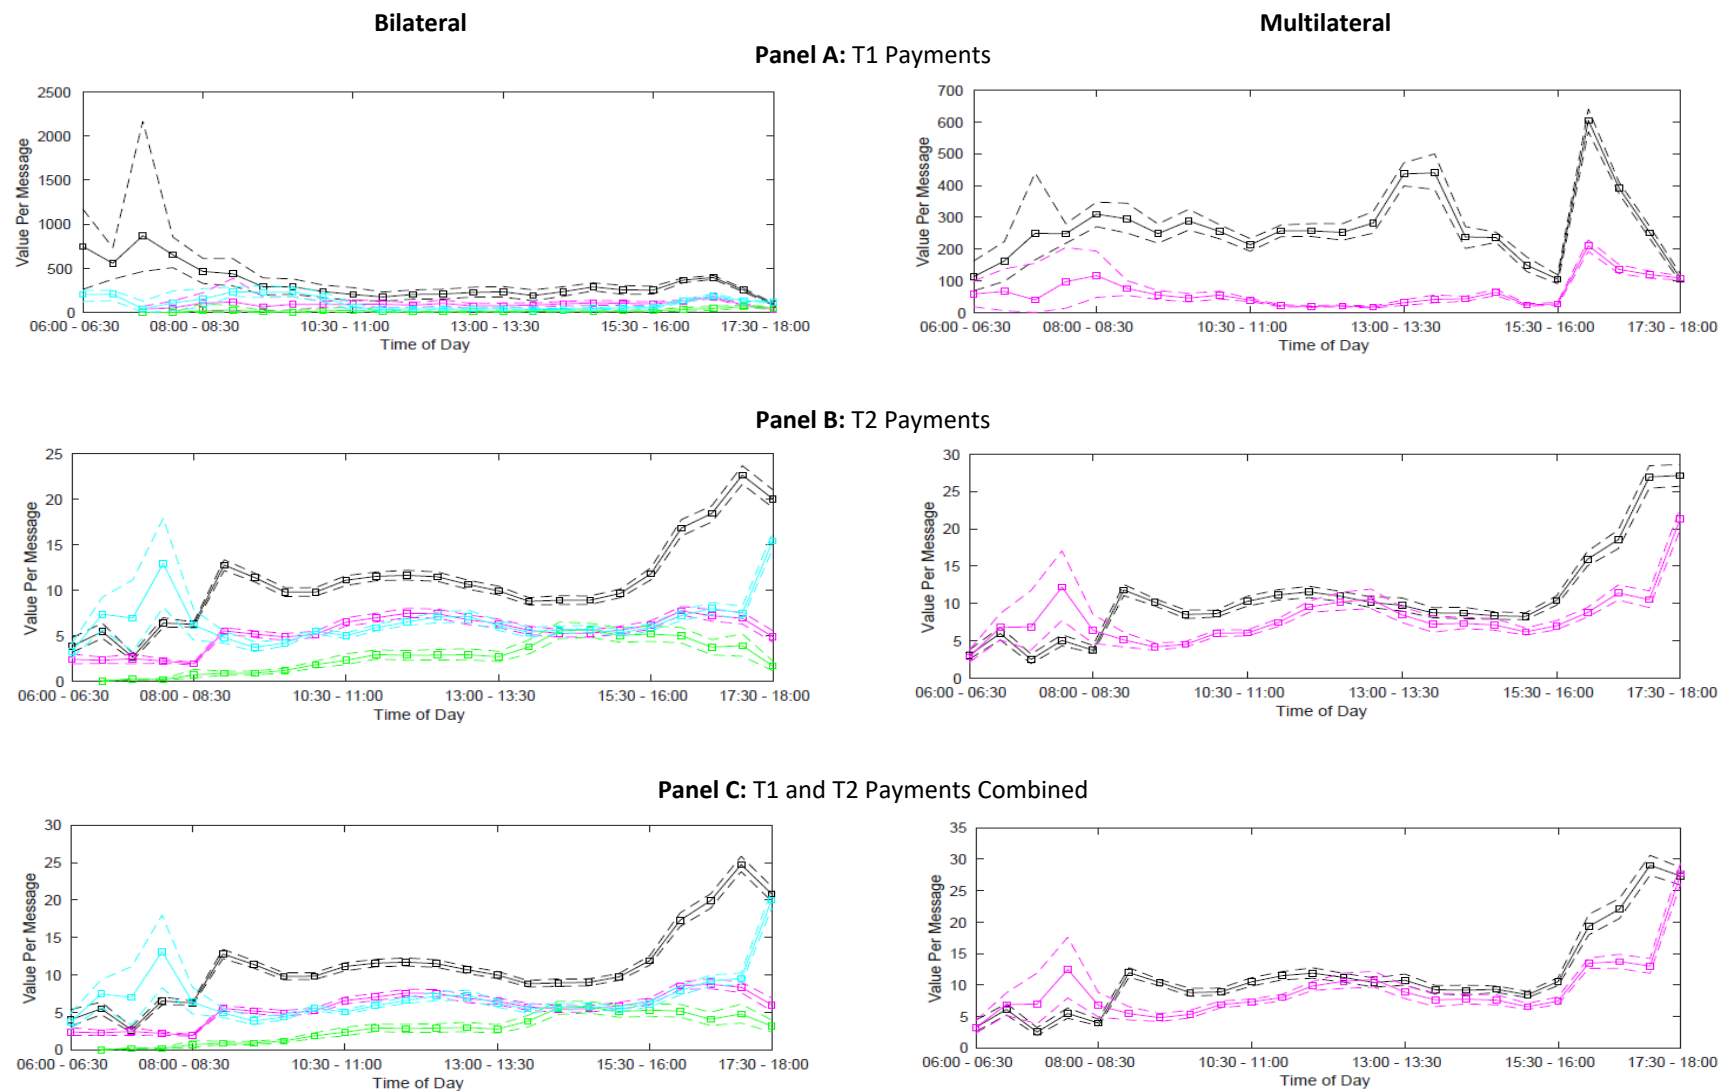 Bilateral
Multilateral
Panel A: T1 Payments
2500
2000
1500
1000
500
0
Value Per Message
06:00 - 06:30
08:00 - 08:30
10:30 - 11:00
13:00 - 13:30
15:30 - 16:00
17:30 - 18:00
Time of Day
700
600
500
400
300
200
100
0
Value Per Message
06:00 - 06:30
08:00 - 08:30
10:30 - 11:00
13:00 - 13:30
15:30 - 16:00
17:30 - 18:00
Time of Day
Panel B: T2 Payments
25
20
15
10
5
0
Value Per Message
06:00 - 06:30
08:00 - 08:30
10:30 - 11:00
13:00 - 13:30
15:30 - 16:00
17:30 - 18:00
Time of Day
30
25
20
15
10
5
0
Value Per Message
06:00 - 06:30
08:00 - 08:30
10:30 - 11:00
13:00 - 13:30
15:30 - 16:00
17:30 - 18:00
Time of Day
Panel C: T1 and T2 Payments Combined
30
25
20
15
10
5
0
Value Per Message
06:00 - 06:30
08:00 - 08:30
10:30 - 11:00
13:00 - 13:30
15:30 - 16:00
17:30 - 18:00
Time of Day
35
30
25
20
15
10
5
0
Value Per Message
06:00 - 06:30
08:00 - 08:30
10:30 - 11:00
13:00 - 13:30
15:30 - 16:00
17:30 - 18:00
Time of Day